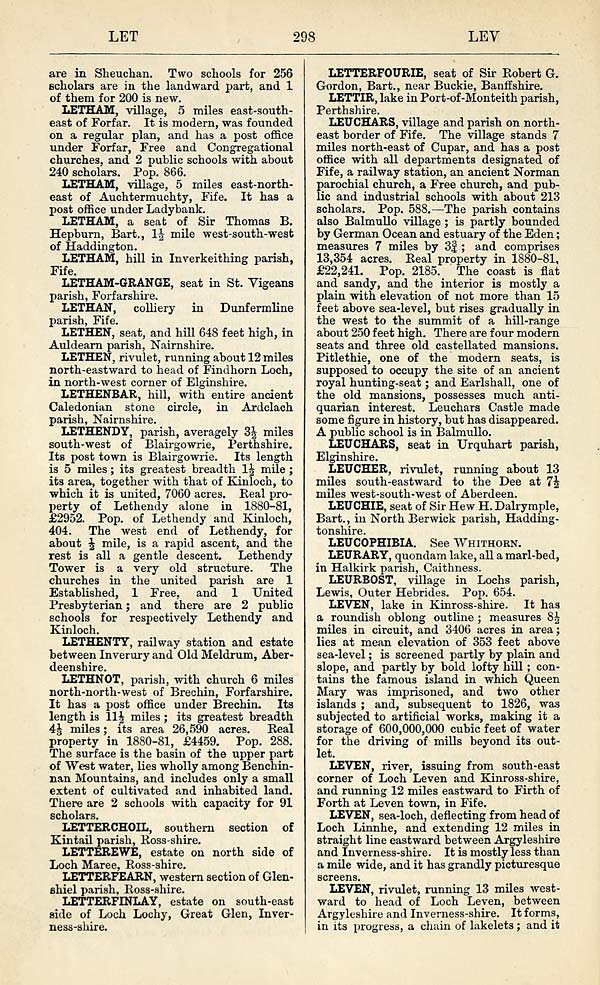 LET 298 LEV
are in Sheuchan. Two schools for 256
scholars are in the landward part, and 1
of them for 200 is new.
LETHAM, village, 5 miles east-south-
east of Forfar. It is modern, was founded
on a regular plan, and has a post office
under Forfar, Free and Congregational
churches, and 2 public schools with about
240 scholars. Pop. 866.
LETHAM, village, 5 miles east-north-
east of Auchtermuchty, Fife. It has a
post office under Ladybank.
LETHAM, a seat of Sir Thomas B.
Hepburn, Bart., 1½ mile west-south-west
of Haddington.
LETHAM, hill in Inverkeithing parish,
Fife.
LETHAM-GRANGE, seat in St. Vigeans
parish, Forfarshire.
LETHAN, colliery in Dunfermline
parish, Fife.
LETHEN, seat, and hill 648 feet high, in
Auldearn parish, Nairnshire.
LETHEN, rivulet, running about 12 miles
north-eastward to head of Findhorn Loch,
in north-west corner of Elginshire.
LETHENBAR, hill, with entire ancient
Caledonian stone circle, in Ardclach
parish, Nairnshire.
LETHENDY, parish, averagely 3½ miles
south-west of Blairgowrie, Perthshire.
Its post town is Blairgowrie. Its length
is 5 miles; its greatest breadth 1½ mile;
its area, together with that of Kinloch, to
which it is united, 7060 acres. Real pro-
perty of Lethendy alone in 1880-81,
£2952. Pop. of Lethendy and Kinloch,
404. The west end of Lethendy, for
about ½ mile, is a rapid ascent, and the
rest is all a gentle descent. Lethendy
Tower is a very old structure. The
churches in the united parish are 1
Established, 1 Free, and 1 United
Presbyterian; and there are 2 public
schools for respectively Lethendy and
Kinloch.
LETHENTY, railway station and estate
between Inverury and Old Meldrum, Aber-
deenshire.
LETHNOT, parish, with church 6 miles
north-north-west of Brechin, Forfarshire.
It has a post office under Brechin. Its
length is 11½ miles; its greatest breadth
4⅓ miles; its area 26,590 acres. Real
property in 1880-81, £4459. Pop. 288.
The surface is the basin of the upper part
of West water, lies wholly among Benchin-
nan Mountains, and includes only a small
extent of cultivated and inhabited land.
There are 2 schools with capacity for 91
scholars.
LETTERCHOIL, southern section of
Kintail parish, Ross-shire.
LETTEREWE, estate on north side of
Loch Maree, Ross-shire.
LETTERFEARN, western section of Glen-
shiel parish, Ross-shire.
LETTERFINLAY, estate on south-east
side of Loch Lochy, Great Glen, Inver-
ness-shire.
LETTERFOURIE, seat of Sir Robert G.
Gordon, Bart., near Buckie, Banffshire.
LETTIR, lake in Port-of-Monteith parish,
Perthshire.
LEUCHARS, village and parish on north-
east border of Fife. The village stands 7
miles north-east of Cupar, and has a post
office with all departments designated of
Fife, a railway station, an ancient Norman
parochial church, a Free church, and pub-
lic and industrial schools with about 213
scholars. Pop. 588.—The parish contains
also Balmullo village; is partly bounded
by German Ocean and estuary of the Eden;
measures 7 miles by 3¾; and comprises
13,354 acres. Real property in 1880-81,
£22,241. Pop. 2185. The coast is flat
and sandy, and the interior is mostly a
plain with elevation of not more than 15
feet above sea-level, but rises gradually in
the west to the summit of a hill-range
about 250 feet high. There are four modern
seats and three old castellated mansions.
Pitlethie, one of the modern seats, is
supposed to occupy the site of an ancient
royal hunting-seat; and Earlshall, one of
the old mansions, possesses much anti-
quarian interest. Leuchars Castle made
some figure in history, but has disappeared.
A public school is in Balmullo.
LEUCHARS, seat in Urquhart parish,
Elginshire.
LEUCHER, rivulet, running about 13
miles south-eastward to the Dee at 7½
miles west-south-west of Aberdeen.
LEUCHIE, seat of Sir Hew H. Dalrymple,
Bart., in North Berwick parish, Hadding-
tonshire.
LEUCOPHIBIA. See WHITHORN.
LEURARY, quondam lake, all a marl-bed,
in Halkirk parish, Caithness.
LEURBOST, village in Lochs parish,
Lewis, Outer Hebrides. Pop. 654.
LEVEN, lake in Kinross-shire. It has
a roundish oblong outline; measures 8½
miles in circuit, and 3406 acres in area;
lies at mean elevation of 353 feet above
sea-level; is screened partly by plain and
slope, and partly by bold lofty hill; con-
tains the famous island in which Queen
Mary was imprisoned, and two other
islands; and, subsequent to 1826, was
subjected to artificial works, making it a
storage of 600,000,000 cubic feet of water
for the driving of mills beyond its out-
let.
LEVEN, river, issuing from south-east
corner of Loch Leven and Kinross-shire,
and running 12 miles eastward to Firth of
Forth at Leven town, in Fife.
LEVEN, sea-loch, deflecting from head of
Loch Linnhe, and extending 12 miles in
straight line eastward between Argyleshire
and Inverness-shire. It is mostly less than
a mile wide, and it has grandly picturesque
screens.
LEVEN, rivulet, running 13 miles west-
ward to head of Loch Leven, between
Argyleshire and Inverness-shire. It forms,
in its progress, a chain of lakelets; and it